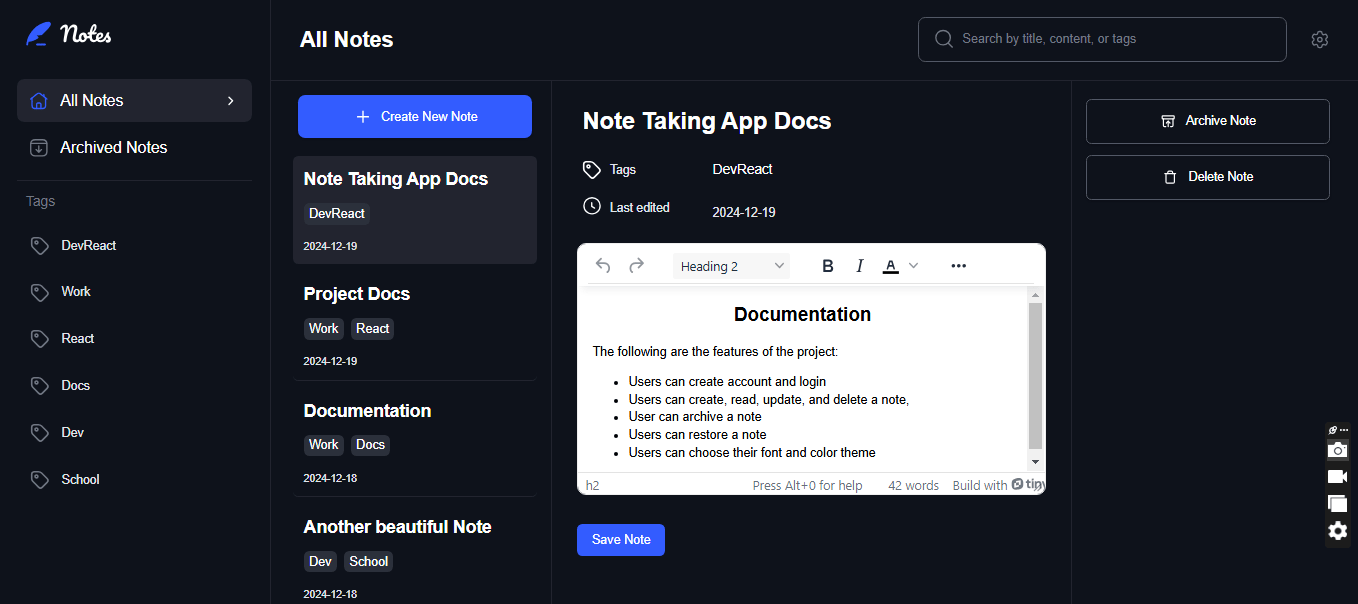 Notes
All Notes
Archived Notes
Tags
DevReact
Work
React
Docs
Dev
School
All Notes
Search by title, content, or tags
Create New Note
Note Taking App Docs
DevReact
2024-12-19
Project Docs
Work React
2024-12-19
Documentation
Work Docs
2024-12-18
Another beautiful Note
Dev School
2024-12-18
Note Taking App Docs
Tags DevReact
Last edited 2024-12-19
Heading 2 B I A
Documentation
The following are the features of the project:
• Users can create account and login
• Users can create, read, update, and delete a note,
• User can archive a note
• Users can restore a note
• Users can choose their font and color theme
h2 Press Alt+0 for help 42 words Build with tiny
Save Note
Archive Note
Delete Note